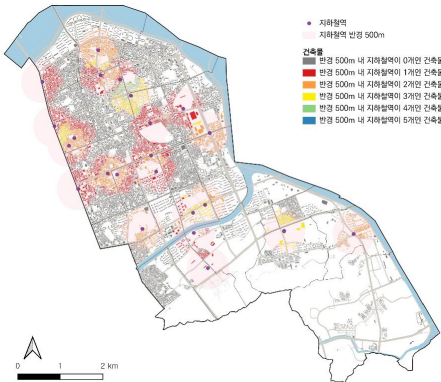 지하철역
지하철역 반경 500m
건축물
반경 500m 내 지하철역이 0개인 건축물
반경 500m 내 지하철역이 1개인 건축물
반경 500m 내 지하철역이 2개인 건축물
반경 500m 내 지하철역이 3개인 건축물
반경 500m 내 지하철역이 4개인 건축물
반경 500m 내 지하철역이 5개인 건축물
0 1 2 km